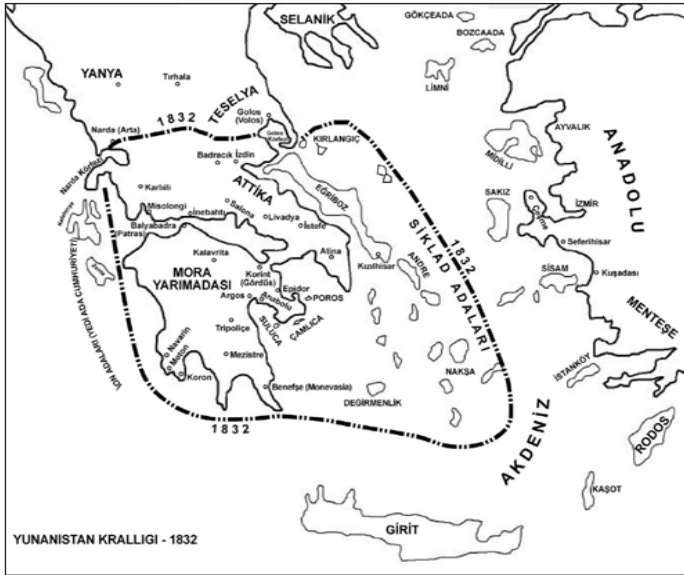 SELANİK
GÖKÇEADA
BOZCAADA
LİMNİ
YANYA
Tırhala
TESELYA
Golos
(Volos)
Golos
Körfezi
1832
Narda (Arta)
Narda Körfezi
KIRLANGIÇ
Badracık
İzdin
MİDİLLİ
AYVALIK
ANADOLU
Karlıili
ATTİKA
EĞRİBOZ
Misolongi
İnebahtı
Salona
Livadya
İstefe
SAKIZ
Çeşme
İZMİR
Balyabadra
(Patras)
Kalavrita
Atina
Kızılhisar
ANDRE
1832
SİKLAD ADALARI
Seferihisar
SİSAM
Kuşadası
MORA
YARIMADASI
Korint
(Gördüs)
Epidor
Argos
Anabolu
POROS
SULUCA
ÇAMLICA
Tripoliçe
MENTEŞE
İYON ADALARI (YEDİ ADA CUMHURİYETİ)
Navarin
Moton
Koron
Mezistre
Benefşe (Monevasia)
NAKŞA
DEĞİRMENLİK
İSTANKÖY
1832
AKDENİZ
RODOS
KAŞOT
GİRİT
YUNANISTAN KRALLIGI - 1832